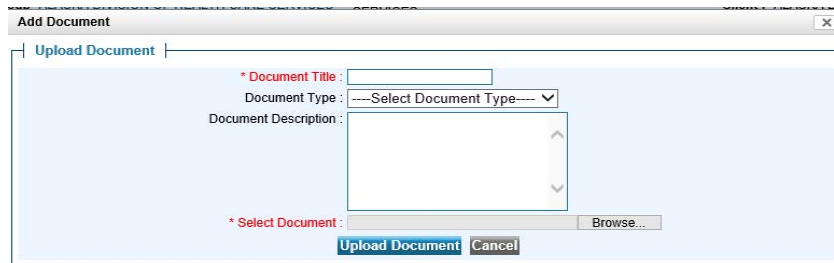 Add Document
Upload Document
* Document Title :
Document Type : ----Select Document Type----
Document Description :
* Select Document : Browse...
Upload Document Cancel